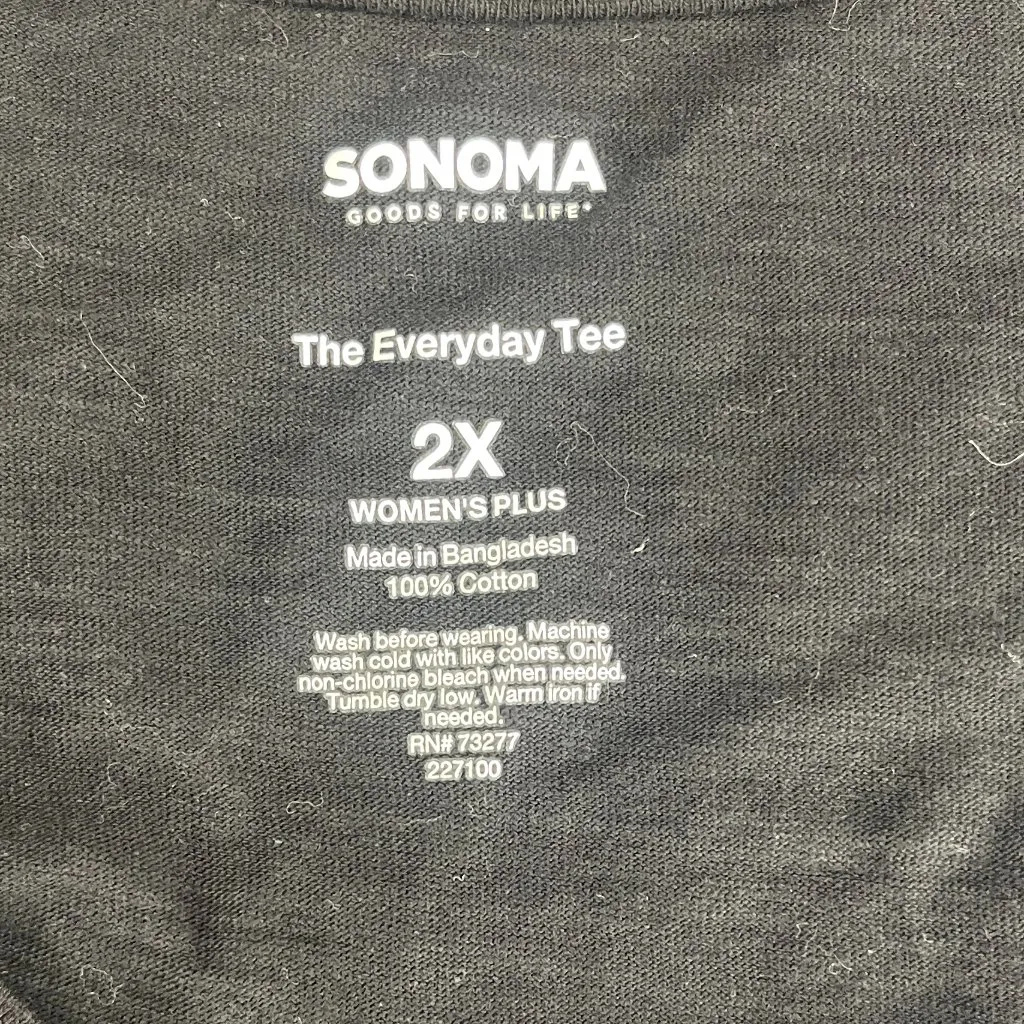 SONOMA
GOODS FOR LIFE®
The Everyday Tee
2X
WOMEN'S PLUS
Made in Bangladesh
100% Cotton
Wash before wearing. Machine
wash cold with like colors. Only
non-chlorine bleach when needed.
Tumble dry low. Warm iron if
needed.
RN# 73277
227100